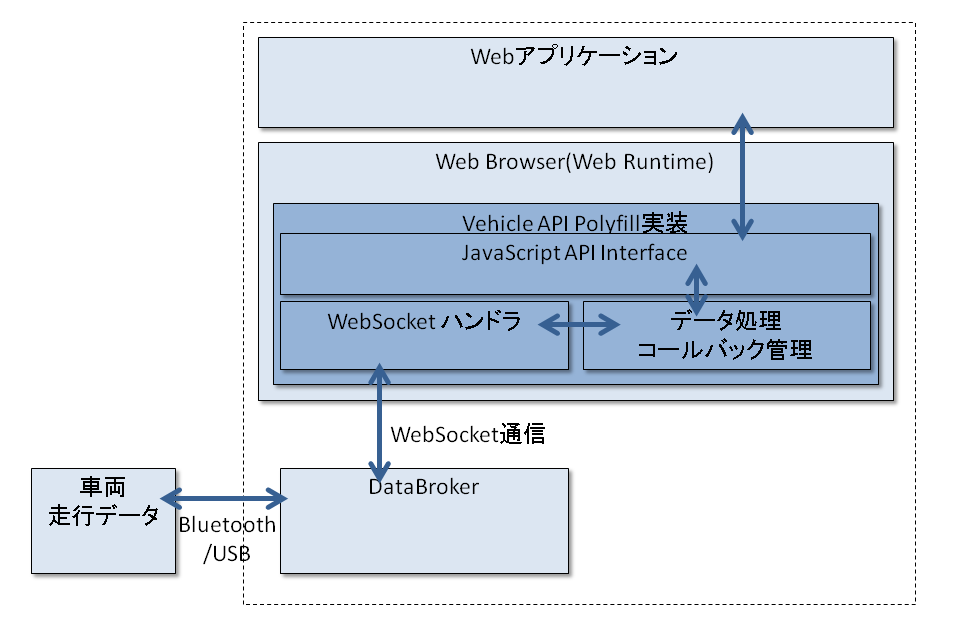 Webアプリケーション
Web Browser(Web Runtime)
Vehicle API Polyfill実装
JavaScript API Interface
WebSocket ハンドラ
データ処理
コールバック管理
WebSocket通信
車両
走行データ
Bluetooth
/USB
DataBroker